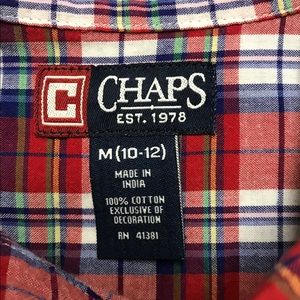 C CHAPS
EST. 1978
M (10-12)
MADE IN
INDIA
100% COTTON
EXCLUSIVE OF
DECORATION
RN 41381